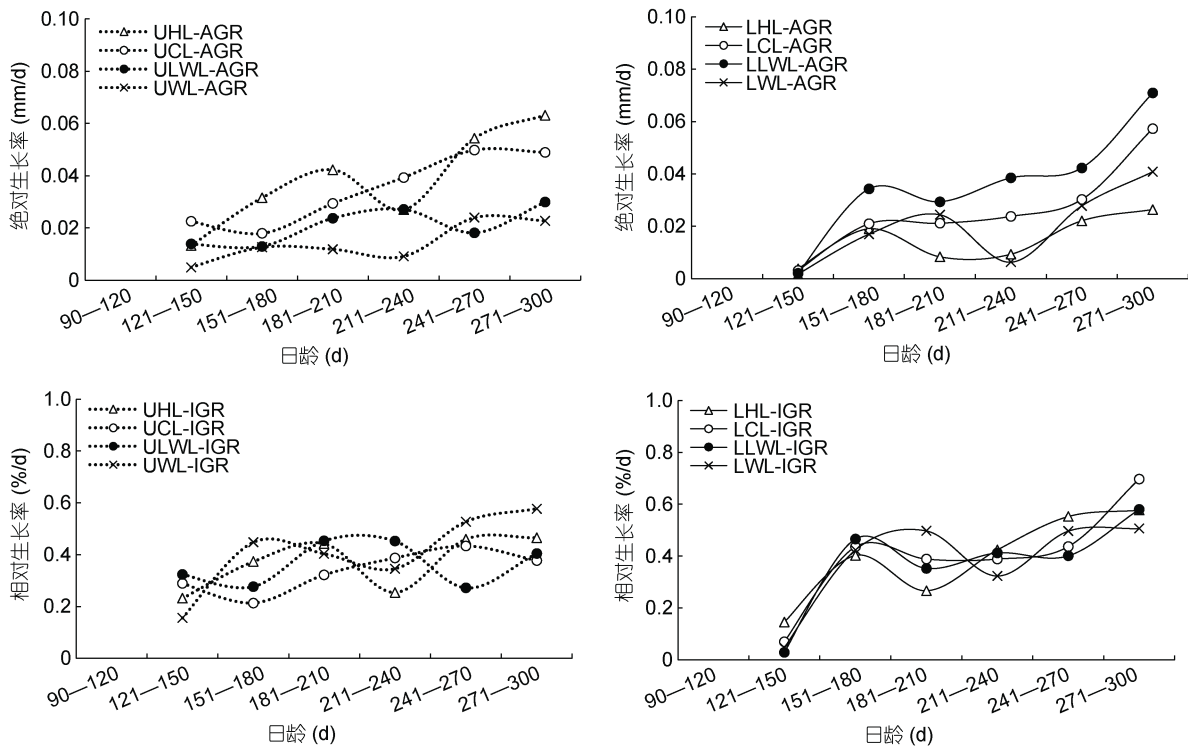 0.10
0.08
0.06
0.04
0.02
0
绝对生长率 (mm/d)
UHL-AGR
UCL-AGR
ULWL-AGR
UWL-AGR
90—120
121—150
151—180
181—210
211—240
241—270
271—300
日龄 (d)
0.10
0.08
0.06
0.04
0.02
0
绝对生长率 (mm/d)
LHL-AGR
LCL-AGR
LLWL-AGR
LWL-AGR
90—120
121—150
151—180
181—210
211—240
241—270
271—300
日龄 (d)
1.0
0.8
0.6
0.4
0.2
0
相对生长率 (%/d)
UHL-IGR
UCL-IGR
ULWL-IGR
UWL-IGR
90—120
121—150
151—180
181—210
211—240
241—270
271—300
日龄 (d)
1.0
0.8
0.6
0.4
0.2
0
相对生长率 (%/d)
LHL-IGR
LCL-IGR
LLWL-IGR
LWL-IGR
90—120
121—150
151—180
181—210
211—240
241—270
271—300
日龄 (d)